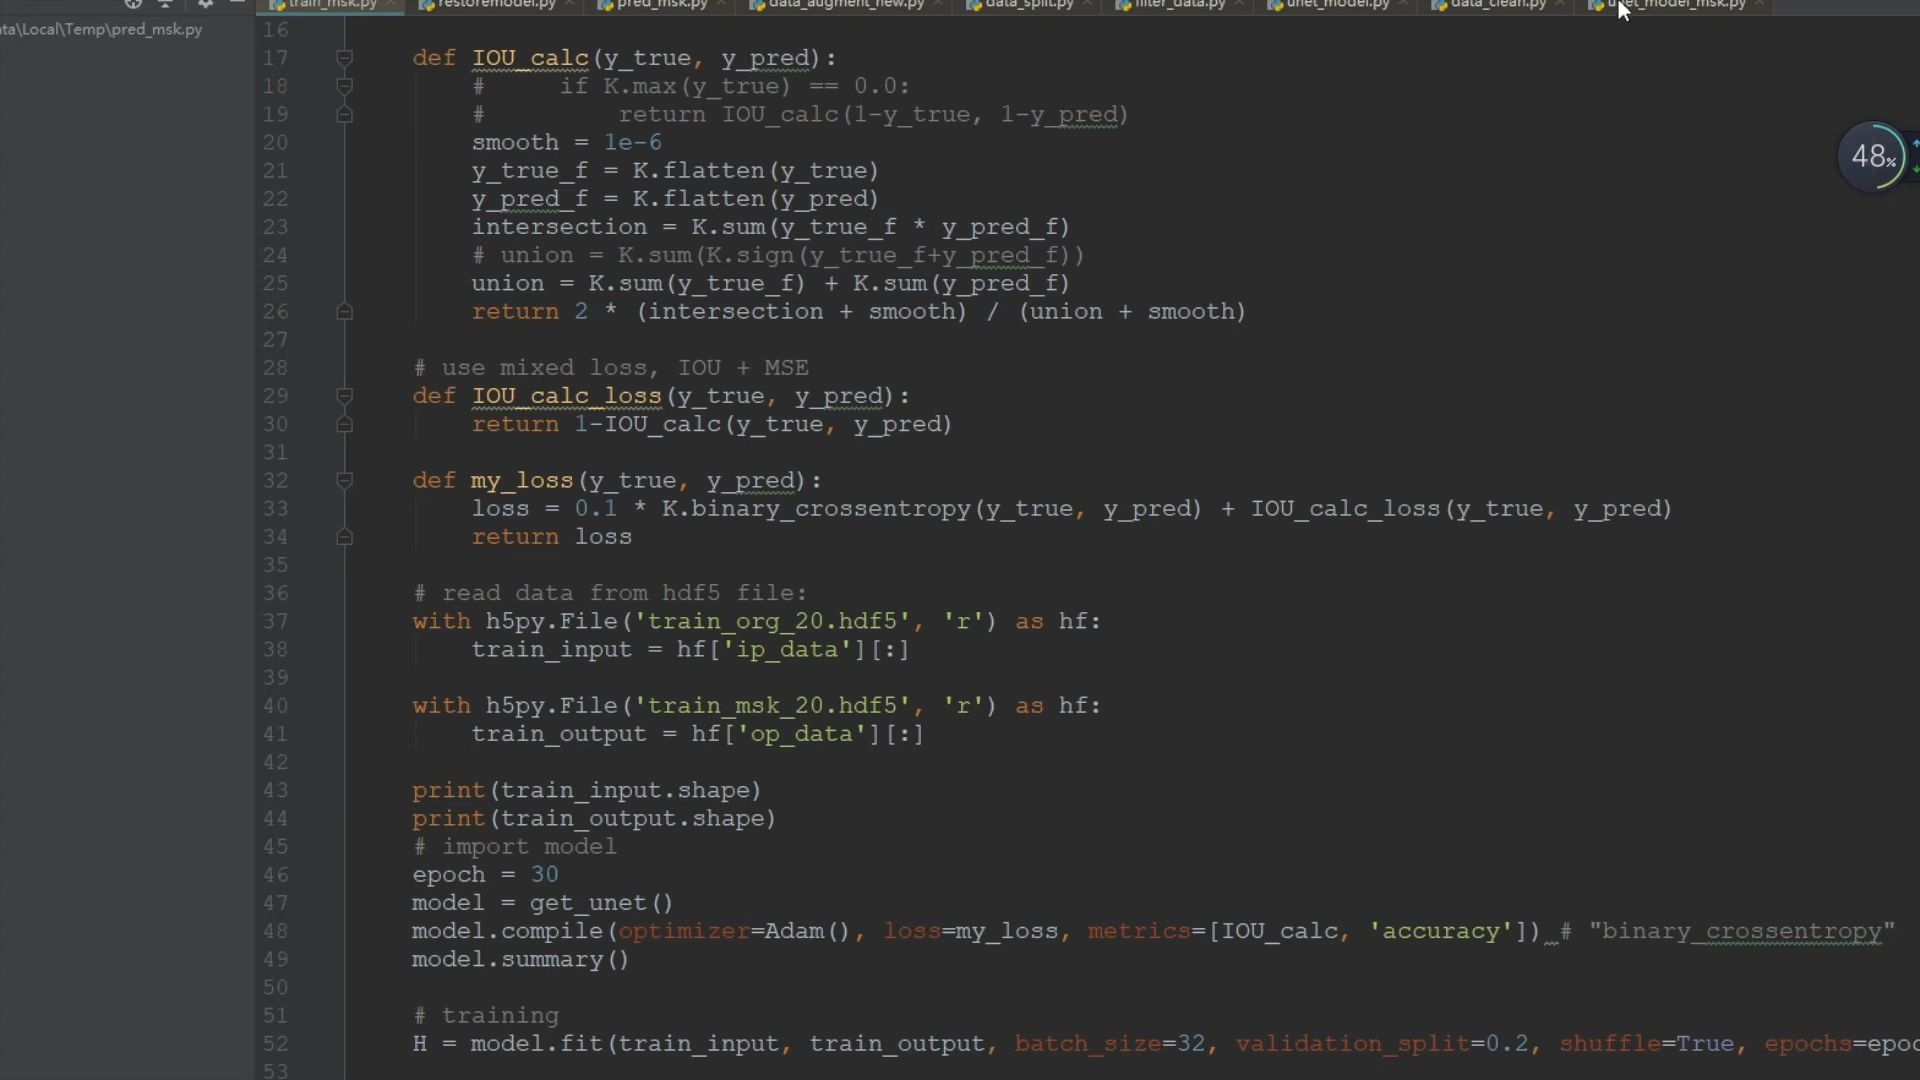 train_msk.py restoremodel.py pred_msk.py data_augment_new.py data_split.py filter_data.py unet_model.py data_clean.py unet_model_msk.py
ata\Local\Temp\pred_msk.py
16
17 def IOU_calc(y_true, y_pred):
18 #     if K.max(y_true) == 0.0:
19 #         return IOU_calc(1-y_true, 1-y_pred)
20 smooth = 1e-6
21 y_true_f = K.flatten(y_true)
22 y_pred_f = K.flatten(y_pred)
23 intersection = K.sum(y_true_f * y_pred_f)
24 # union = K.sum(K.sign(y_true_f+y_pred_f))
25 union = K.sum(y_true_f) + K.sum(y_pred_f)
26 return 2 * (intersection + smooth) / (union + smooth)
27
28 # use mixed loss, IOU + MSE
29 def IOU_calc_loss(y_true, y_pred):
30 return 1-IOU_calc(y_true, y_pred)
31
32 def my_loss(y_true, y_pred):
33 loss = 0.1 * K.binary_crossentropy(y_true, y_pred) + IOU_calc_loss(y_true, y_pred)
34 return loss
35
36 # read data from hdf5 file:
37 with h5py.File('train_org_20.hdf5', 'r') as hf:
38 train_input = hf['ip_data'][:]
39
40 with h5py.File('train_msk_20.hdf5', 'r') as hf:
41 train_output = hf['op_data'][:]
42
43 print(train_input.shape)
44 print(train_output.shape)
45 # import model
46 epoch = 30
47 model = get_unet()
48 model.compile(optimizer=Adam(), loss=my_loss, metrics=[IOU_calc, 'accuracy']) # "binary_crossentropy"
49 model.summary()
50
51 # training
52 H = model.fit(train_input, train_output, batch_size=32, validation_split=0.2, shuffle=True, epochs=epoc
53
48%